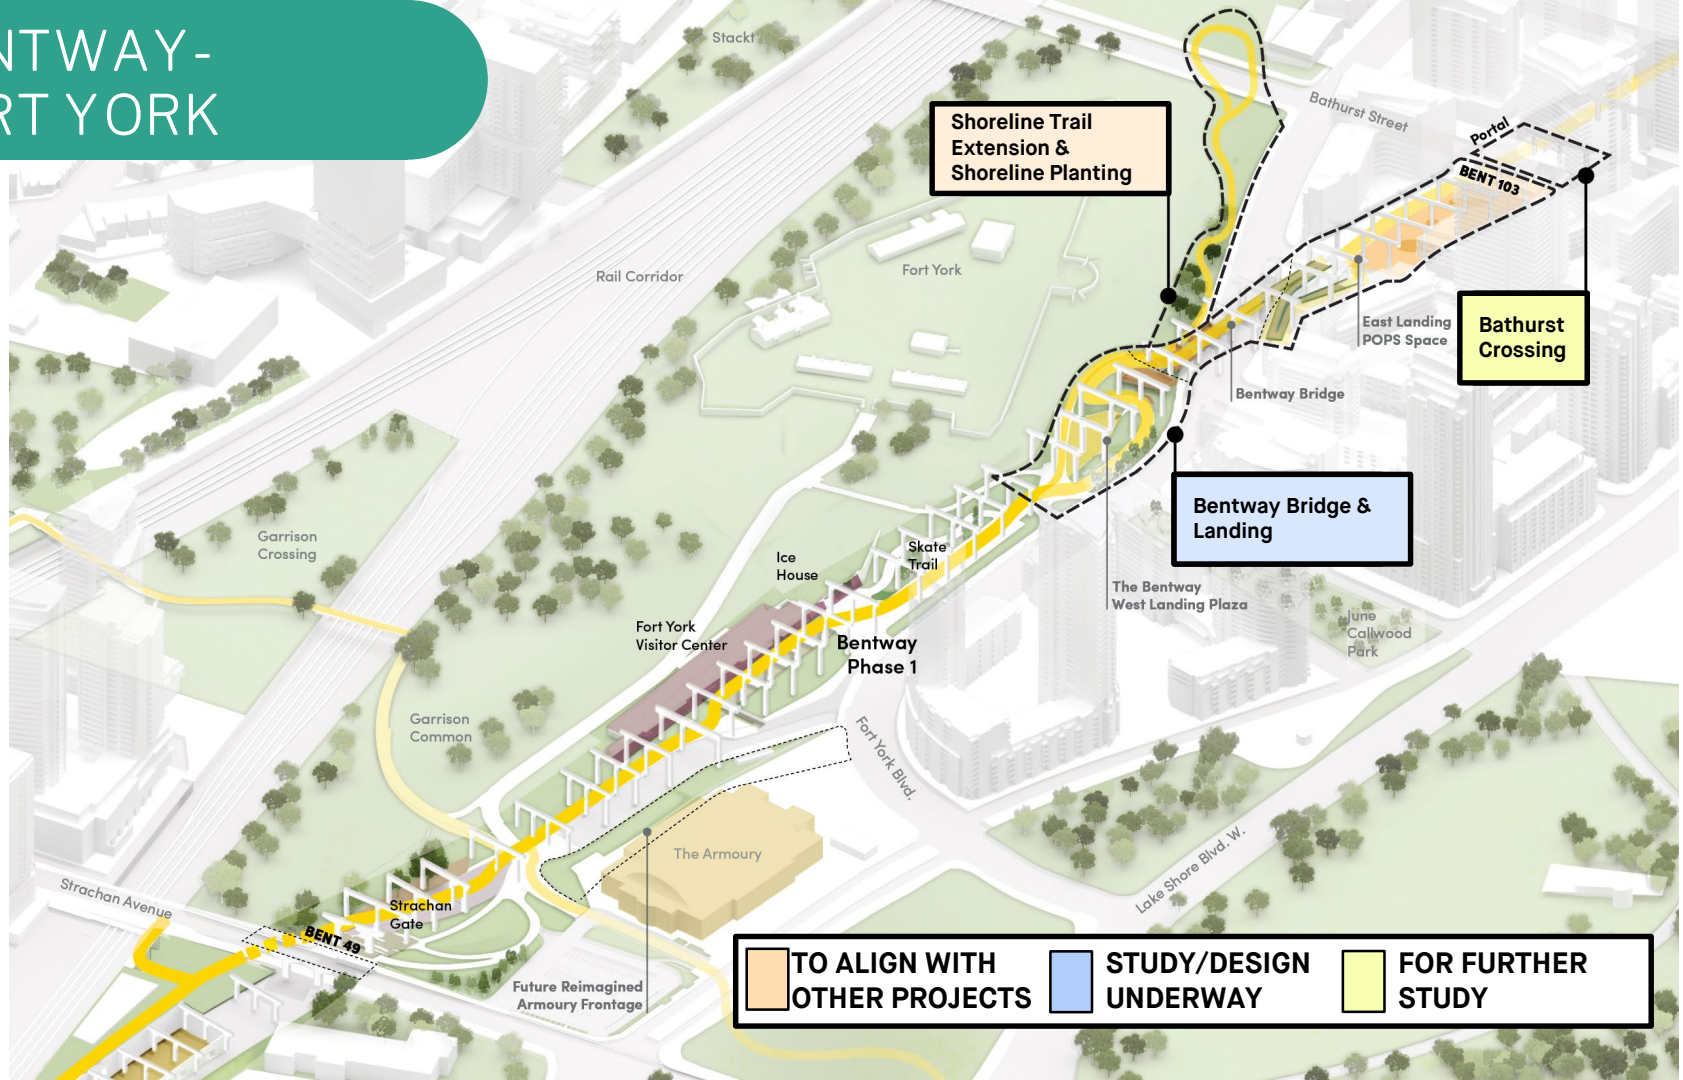 NTWAY-
RT YORK
Stackt
Shoreline Trail
Extension &
Shoreline Planting
Bathurst Street
Portal
BENT 103
Rail Corridor
Fort York
East Landing
POPS Space
Bathurst
Crossing
Bentway Bridge
Bentway Bridge &
Landing
Garrison
Crossing
Ice
House
Skate
Trail
The Bentway
West Landing Plaza
June
Callwood
Park
Fort York
Visitor Center
Bentway
Phase 1
Garrison
Common
Fort York Blvd.
The Armoury
Lake Shore Blvd. W.
Strachan Avenue
Strachan
Gate
BENT 49
Future Reimagined
Armoury Frontage
TO ALIGN WITH
OTHER PROJECTS
STUDY/DESIGN
UNDERWAY
FOR FURTHER
STUDY